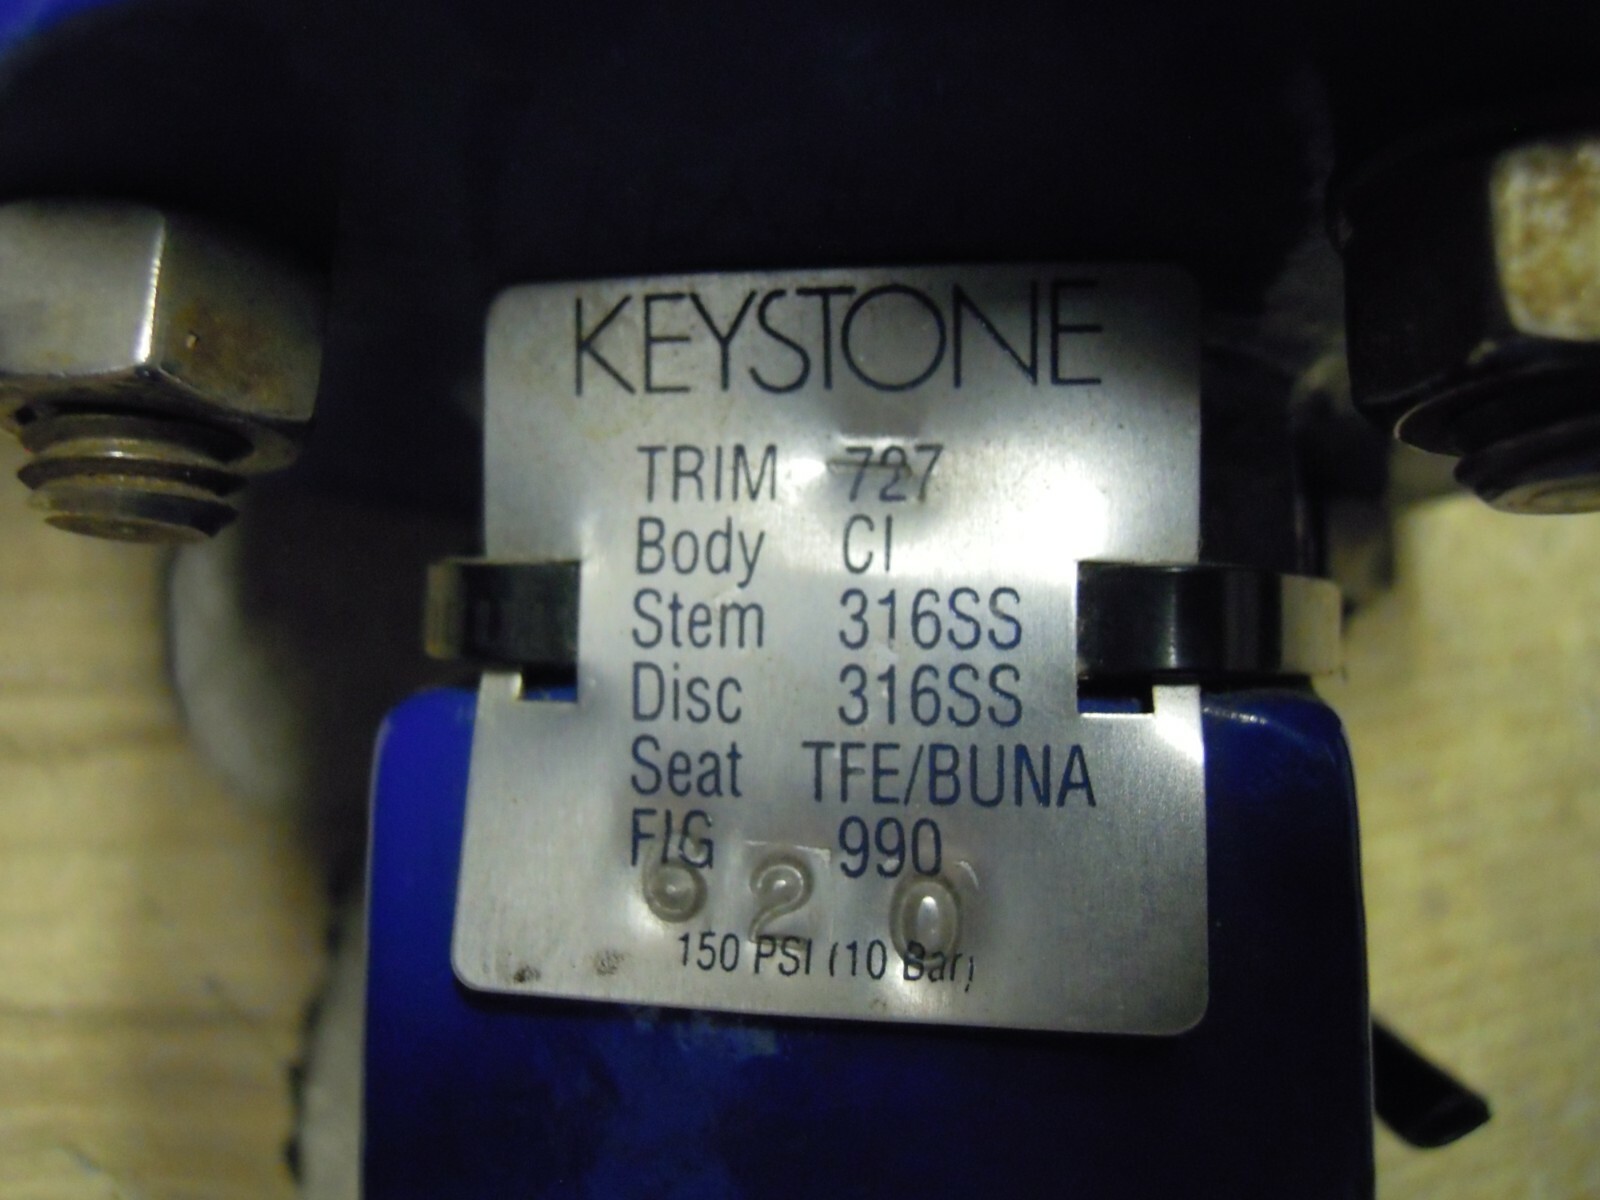 KEYSTONE
TRIM 727
Body CI
Stem 316SS
Disc 316SS
Seat TFE/BUNA
FIG 990
620
150 PSI (10 Bar)